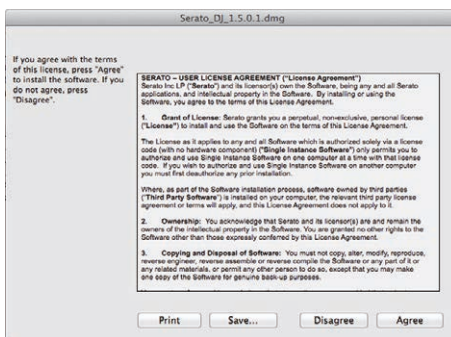 Serato_DJ_1.5.0.1.dmg
If you agree with the terms
of this license, press "Agree"
to install the software. If you
do not agree, press
"Disagree".
SERATO – USER LICENSE AGREEMENT ("License Agreement")
Serato Inc LP ("Serato") and its licensor(s) own the Software, being any and all Serato
applications, and intellectual property in the Software. By installing or using the
Software, you agree to the terms of this License Agreement.
1. Grant of License: Serato grants you a perpetual, non-exclusive, personal license
("License") to install and use the Software on the terms of this License Agreement.
The License as it applies to any and all Software which is authorized solely via a license
code (with no hardware component) ("Single Instance Software") only permits you to
authorize and use Single Instance Software on one computer at a time with that license
code. If you wish to authorize and use Single Instance Software on another computer
you must first deauthorize any prior installation.
Where, as part of the Software installation process, software owned by third parties
("Third Party Software") is installed on your computer, the relevant third party license
agreement or terms will apply, and this License Agreement does not apply to it.
2. Ownership: You acknowledge that Serato and its licensor(s) are and remain the
owners of the intellectual property in the Software. You are granted no other rights to the
Software other than those expressly conferred by this License Agreement.
3. Copying and Disposal of Software: You must not copy, alter, modify, reproduce,
reverse engineer, reverse assemble or reverse compile the Software or any part of it or
any related materials, or permit any other person to do so, except that you may make
one copy of the Software for genuine back-up purposes.
Print
Save...
Disagree
Agree